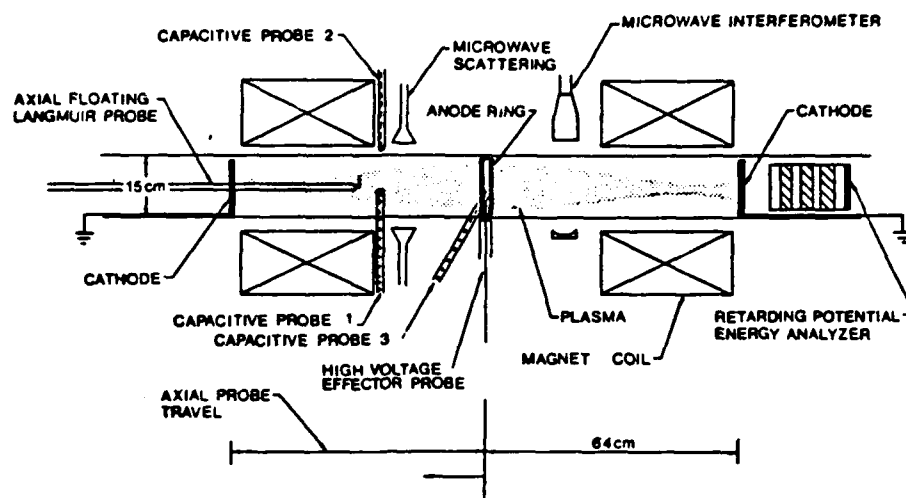 MICROWAVE INTERFEROMETER
CAPACITIVE PROBE 2
MICROWAVE
SCATTERING
AXIAL FLOATING
LANGMUIR PROBE
ANODE RING
CATHODE
15cm
CATHODE
CAPACITIVE PROBE 1
CAPACITIVE PROBE 3
PLASMA
RETARDING POTENTIAL
ENERGY ANALYZER
HIGH VOLTAGE
EFFECTOR PROBE
MAGNET COIL
AXIAL PROBE
TRAVEL
64cm